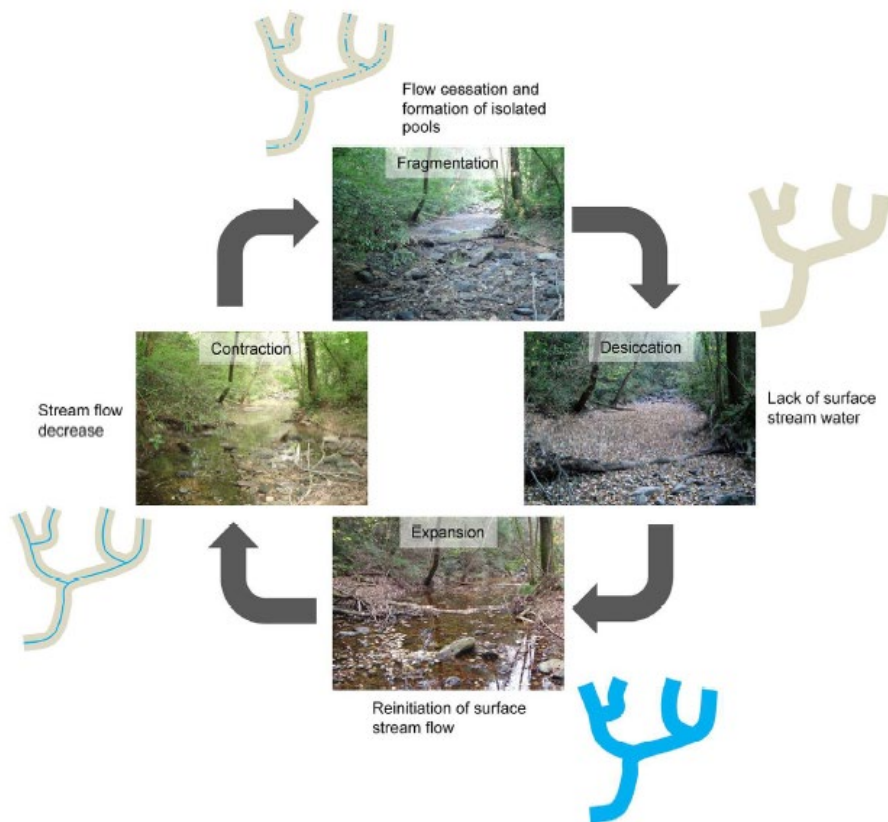 Flow cessation and
formation of isolated
pools
Fragmentation
Contraction
Desiccation
Stream flow
decrease
Lack of surface
stream water
Expansion
Reinitiation of surface
stream flow